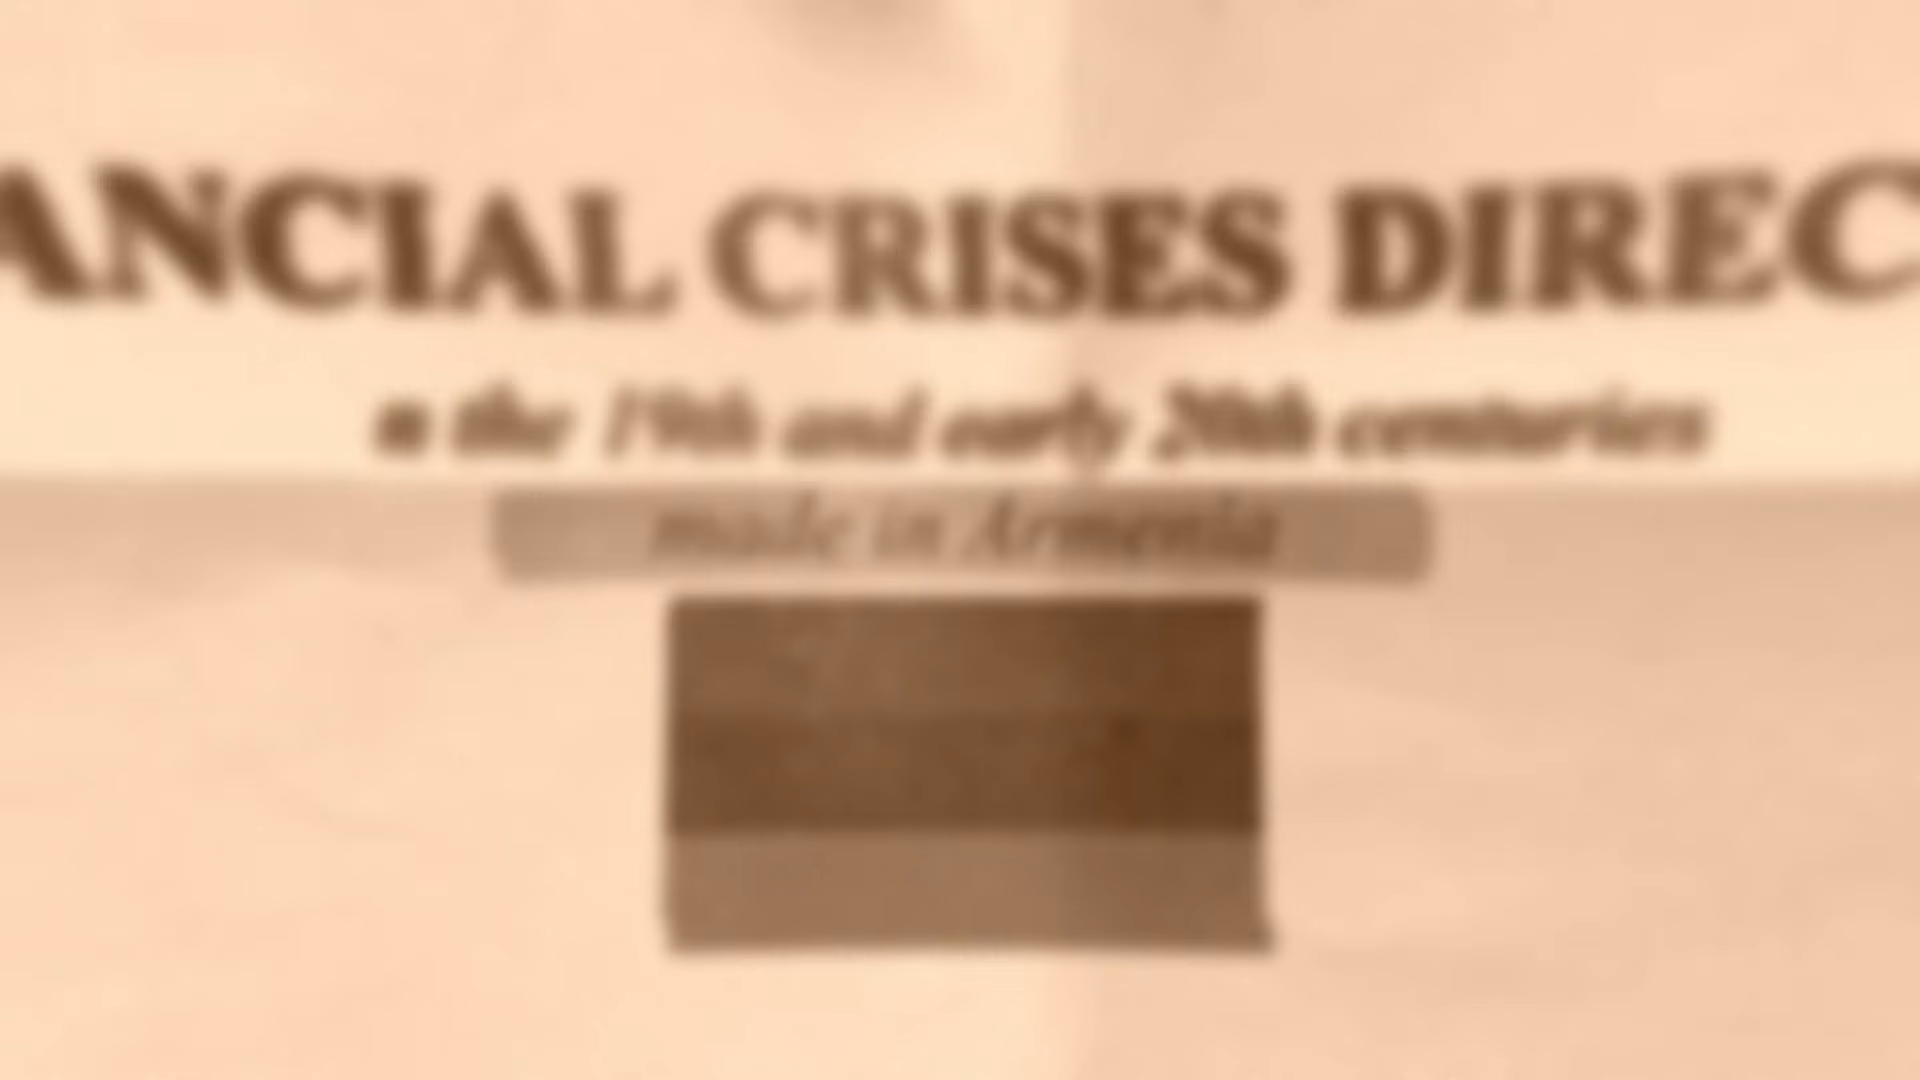 ANCIAL CRISES DIREC
the 19th and early 20th centuries
made in Armenia